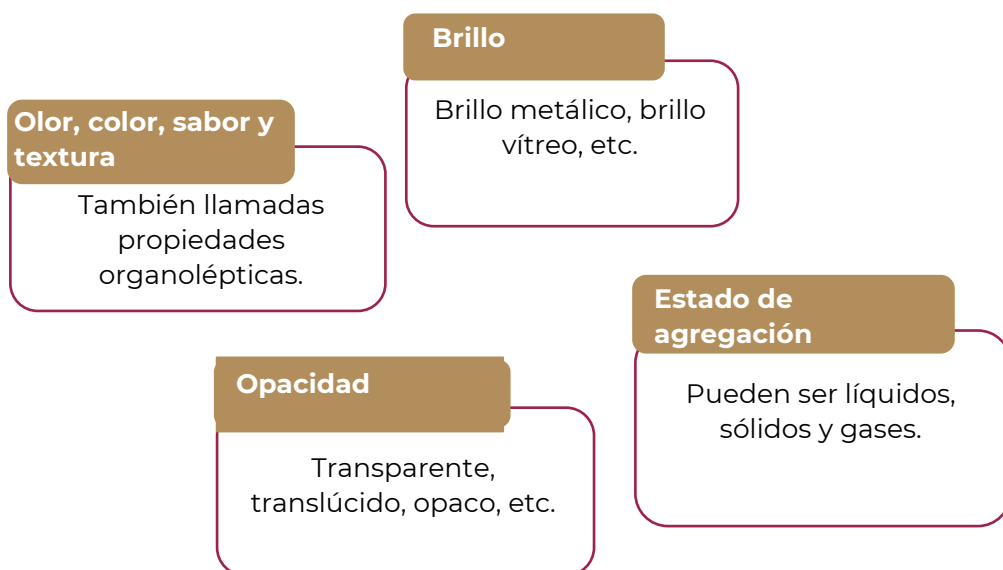 Brillo
Brillo metálico, brillo
vítreo, etc.
Olor, color, sabor y
textura
También llamadas
propiedades
organolépticas.
Estado de
agregación
Pueden ser líquidos,
sólidos y gases.
Opacidad
Transparente,
translúcido, opaco, etc.